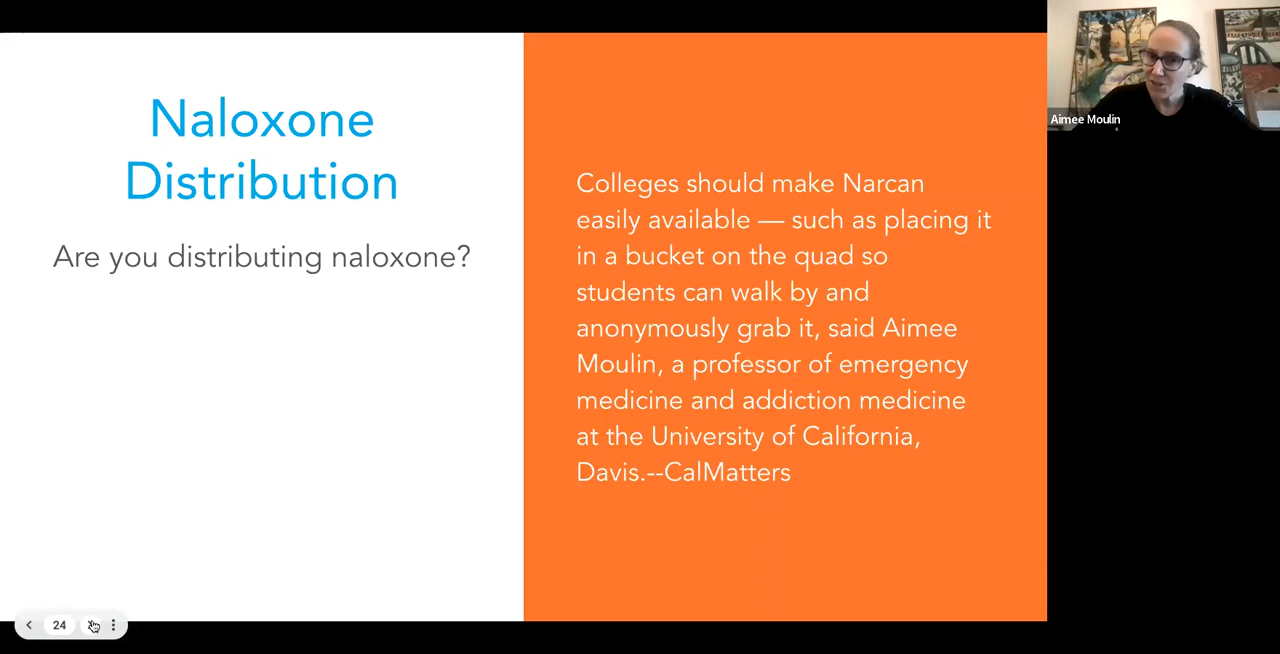 Naloxone
Distribution
Are you distributing naloxone?
Colleges should make Narcan
easily available — such as placing it
in a bucket on the quad so
students can walk by and
anonymously grab it, said Aimee
Moulin, a professor of emergency
medicine and addiction medicine
at the University of California,
Davis.--CalMatters
Aimee Moulin
24